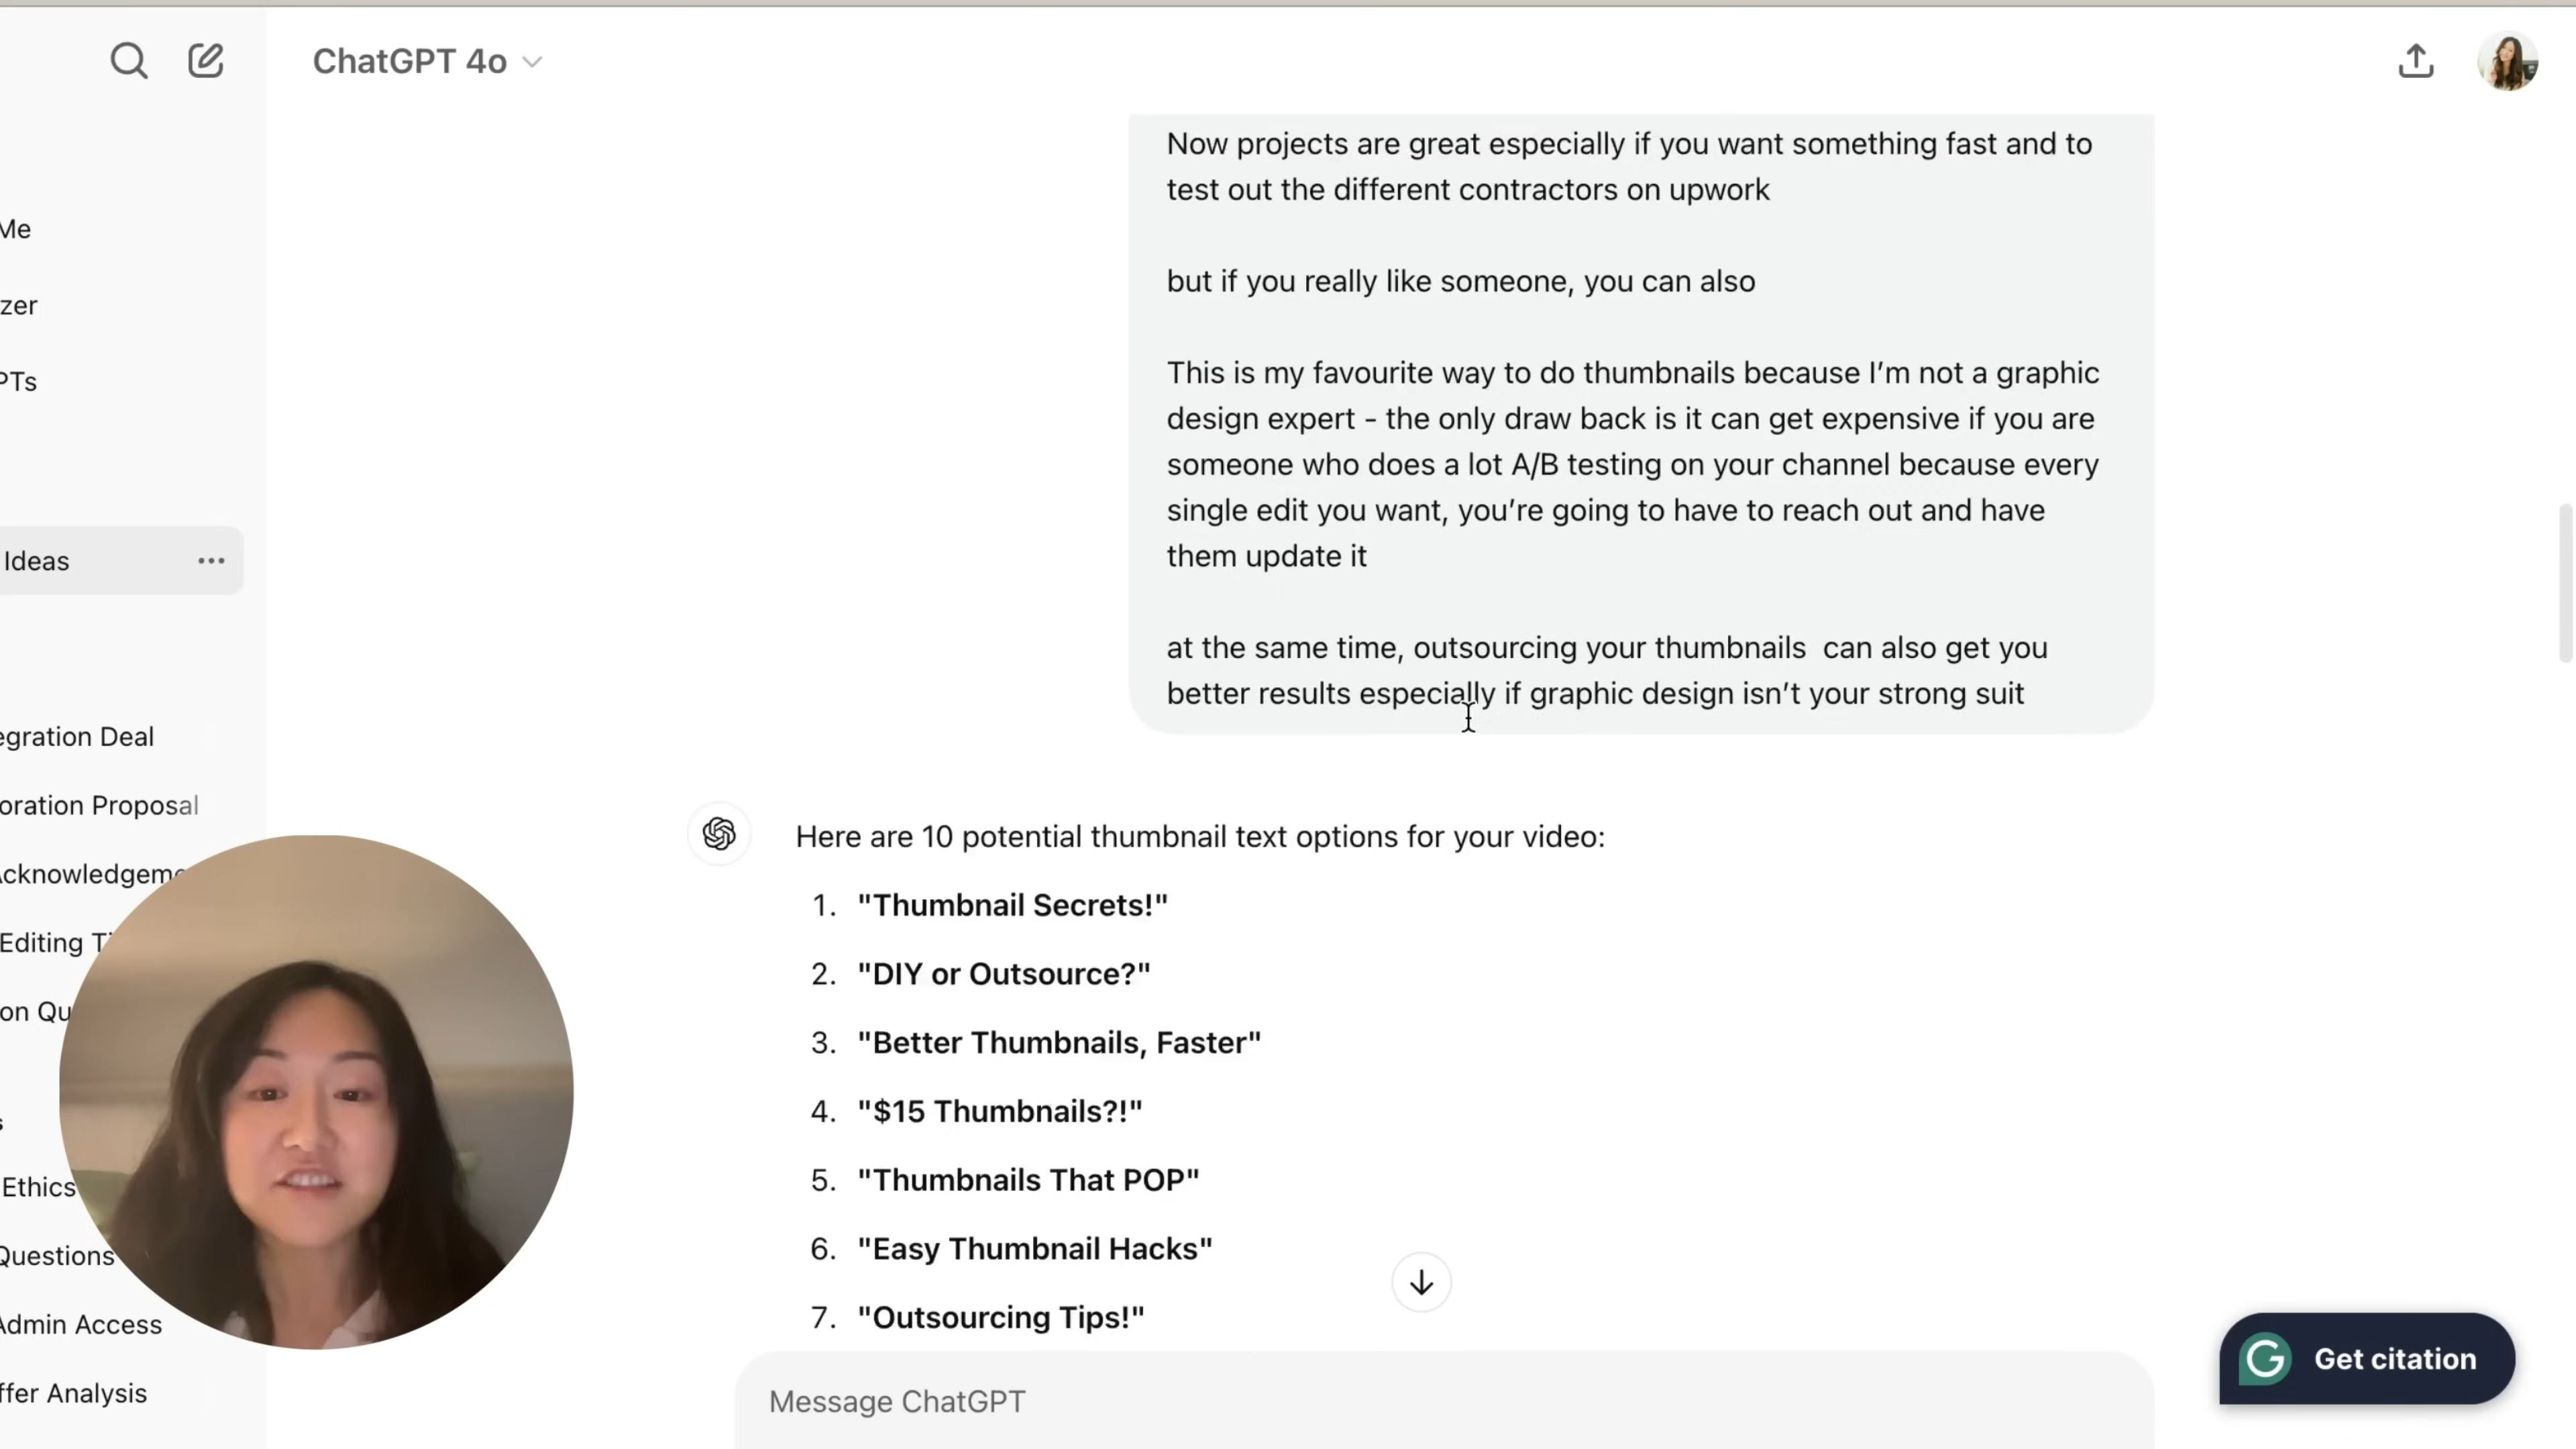 ChatGPT 4o
Now projects are great especially if you want something fast and to
test out the different contractors on upwork
but if you really like someone, you can also
This is my favourite way to do thumbnails because I’m not a graphic
design expert - the only draw back is it can get expensive if you are
someone who does a lot A/B testing on your channel because every
single edit you want, you’re going to have to reach out and have
them update it
at the same time, outsourcing your thumbnails  can also get you
better results especially if graphic design isn’t your strong suit
Me
zer
PTs
Ideas
egration Deal
oration Proposal
Acknowledgeme
Editing Ti
on Qu
s
Ethics
Questions
Admin Access
ffer Analysis
Here are 10 potential thumbnail text options for your video:
1. "Thumbnail Secrets!"
2. "DIY or Outsource?"
3. "Better Thumbnails, Faster"
4. "$15 Thumbnails?!"
5. "Thumbnails That POP"
6. "Easy Thumbnail Hacks"
7. "Outsourcing Tips!"
Message ChatGPT
Get citation